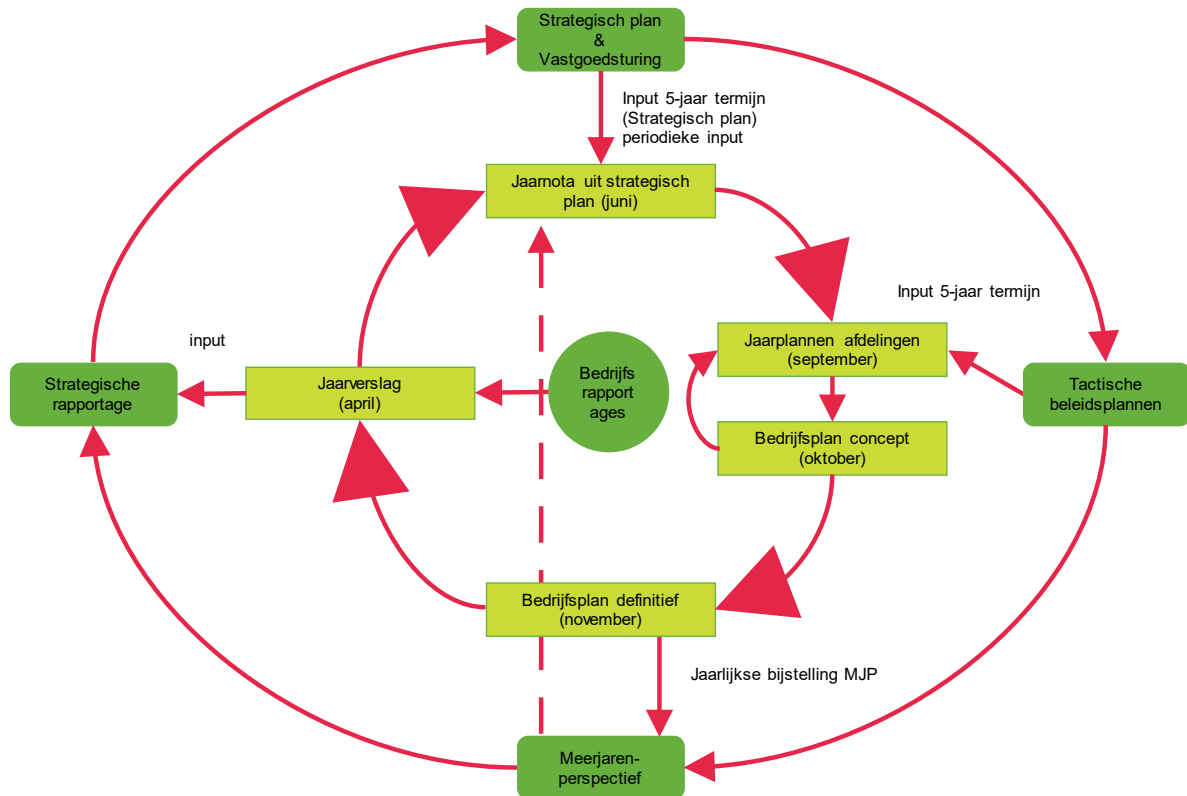 Strategisch plan
&
Vastgoedsturing
Input 5-jaar termijn
(Strategisch plan)
periodieke input
Jaarnota uit strategisch
plan (juni)
Input 5-jaar termijn
input
Jaarplannen afdelingen
(september)
Bedrijfs
rapport
ages
Strategische
rapportage
Jaarverslag
(april)
Tactische
beleidsplannen
Bedrijfsplan concept
(oktober)
Bedrijfsplan definitief
(november)
Jaarlijkse bijstelling MJP
Meerjaren-
perspectief